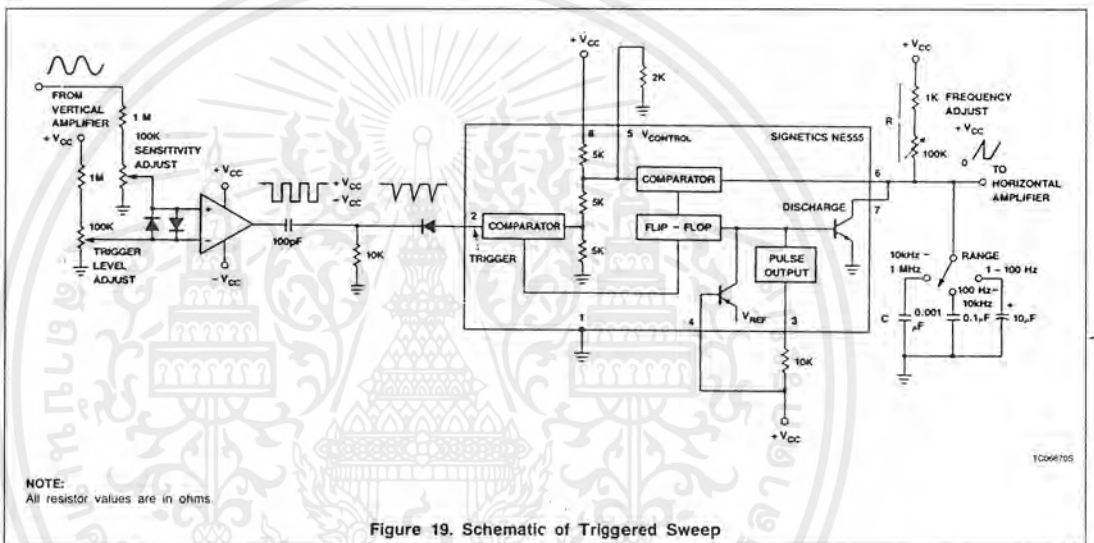 FROM
VERTICAL
AMPLIFIER
+ VCC
1 M
100K
SENSITIVITY
ADJUST
1M
100K
TRIGGER
LEVEL
ADJUST
+ VCC
+
−
− VCC
100pF
+ VCC
− VCC
10K
+ VCC
2K
8
5 VCONTROL
SIGNETICS NE555
5K
5K
5K
COMPARATOR
2
COMPARATOR
TRIGGER
FLIP - FLOP
DISCHARGE
6
7
PULSE
OUTPUT
VREF
1
4
3
10K
+ VCC
+ VCC
1K FREQUENCY
ADJUST
R
100K
+ VCC
TO
HORIZONTAL
AMPLIFIER
10kHz –
1 MHz
RANGE
1 – 100 Hz
100 Hz–
10kHz
C
0.001
μF
0.1μF
+
10μF
TC06870S
NOTE:
All resistor values are in ohms.
Figure 19. Schematic of Triggered Sweep